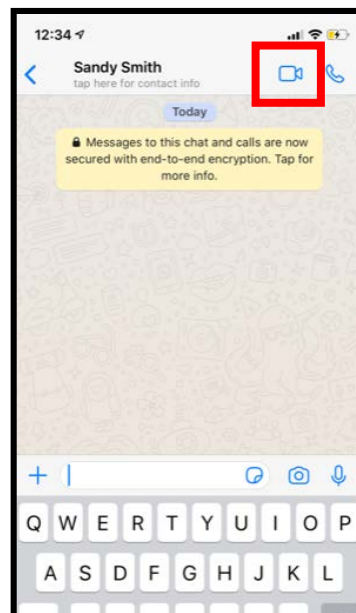 12:34
Sandy Smith
tap here for contact info
Today
Messages to this chat and calls are now
secured with end-to-end encryption. Tap for
more info.
Q W E R T Y U I O P
A S D F G H J K L